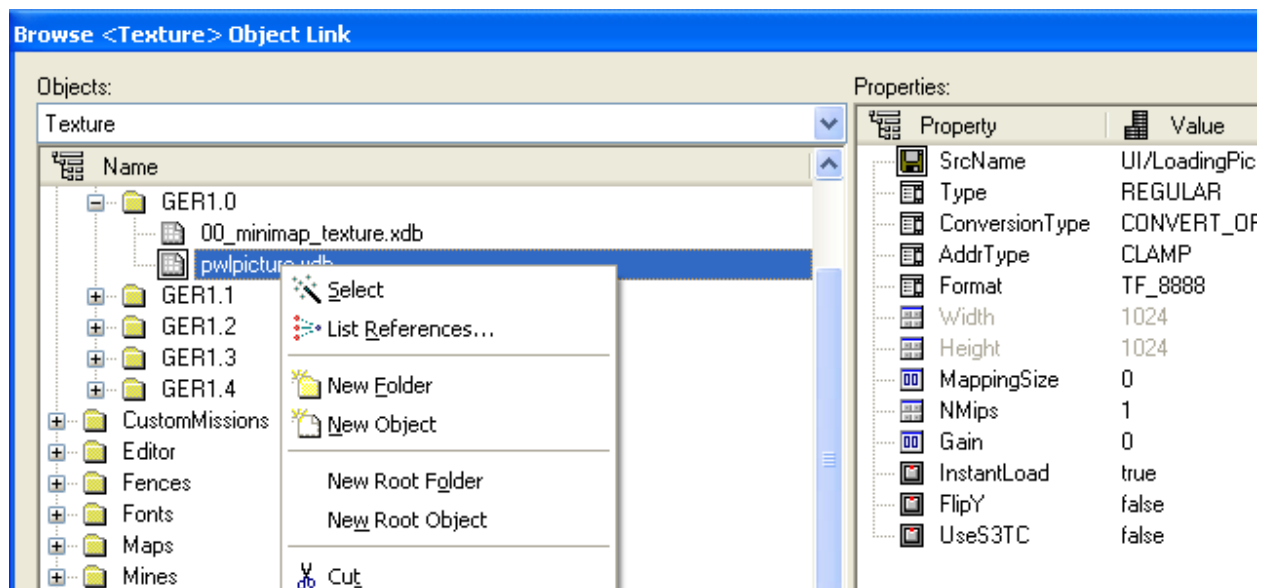 Browse <Texture> Object Link
Objects:
Texture
Name
GER1.0
00_minimap_texture.xdb
pwlpicture.xdb
GER1.1
GER1.2
GER1.3
GER1.4
CustomMissions
Editor
Fences
Fonts
Maps
Mines
Select
List References...
New Folder
New Object
New Root Folder
New Root Object
Cut
Properties:
Property Value
SrcName UI/LoadingPic
Type REGULAR
ConversionType CONVERT_OR
AddrType CLAMP
Format TF_8888
Width 1024
Height 1024
MappingSize 0
NMips 1
Gain 0
InstantLoad true
FlipY false
UseS3TC false